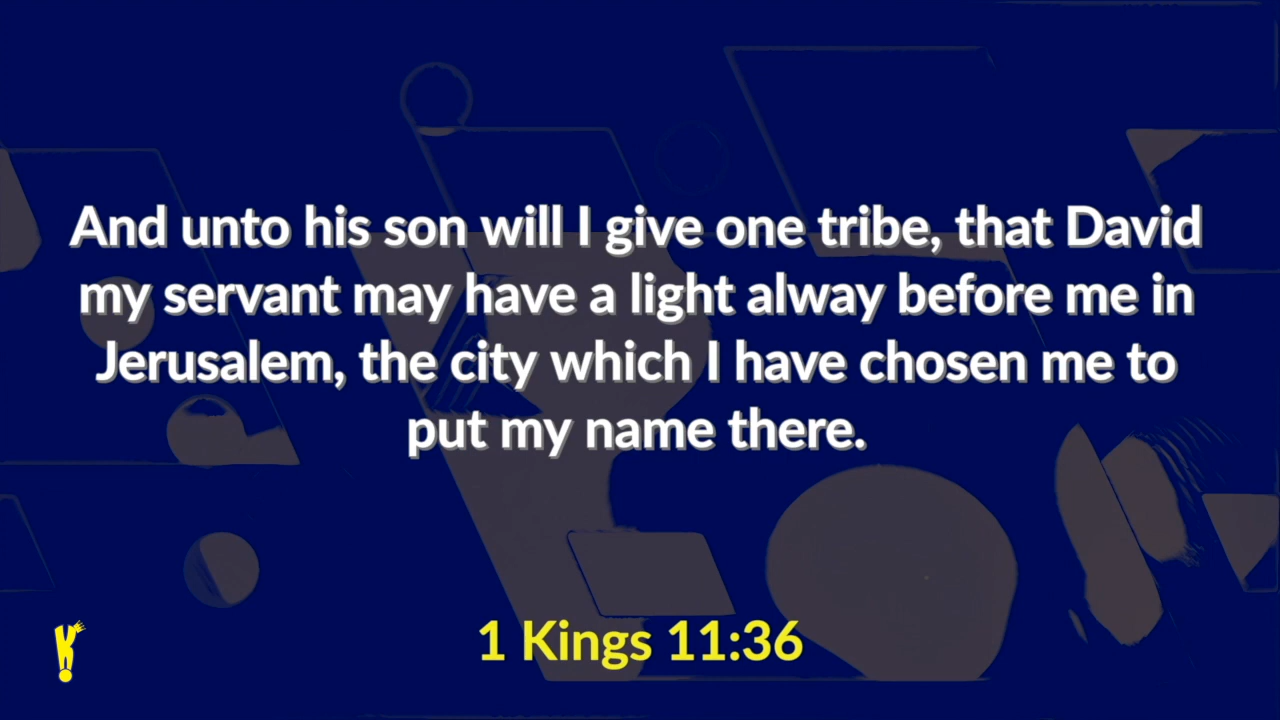 And unto his son will I give one tribe, that David
my servant may have a light alway before me in
Jerusalem, the city which I have chosen me to
put my name there.
1 Kings 11:36